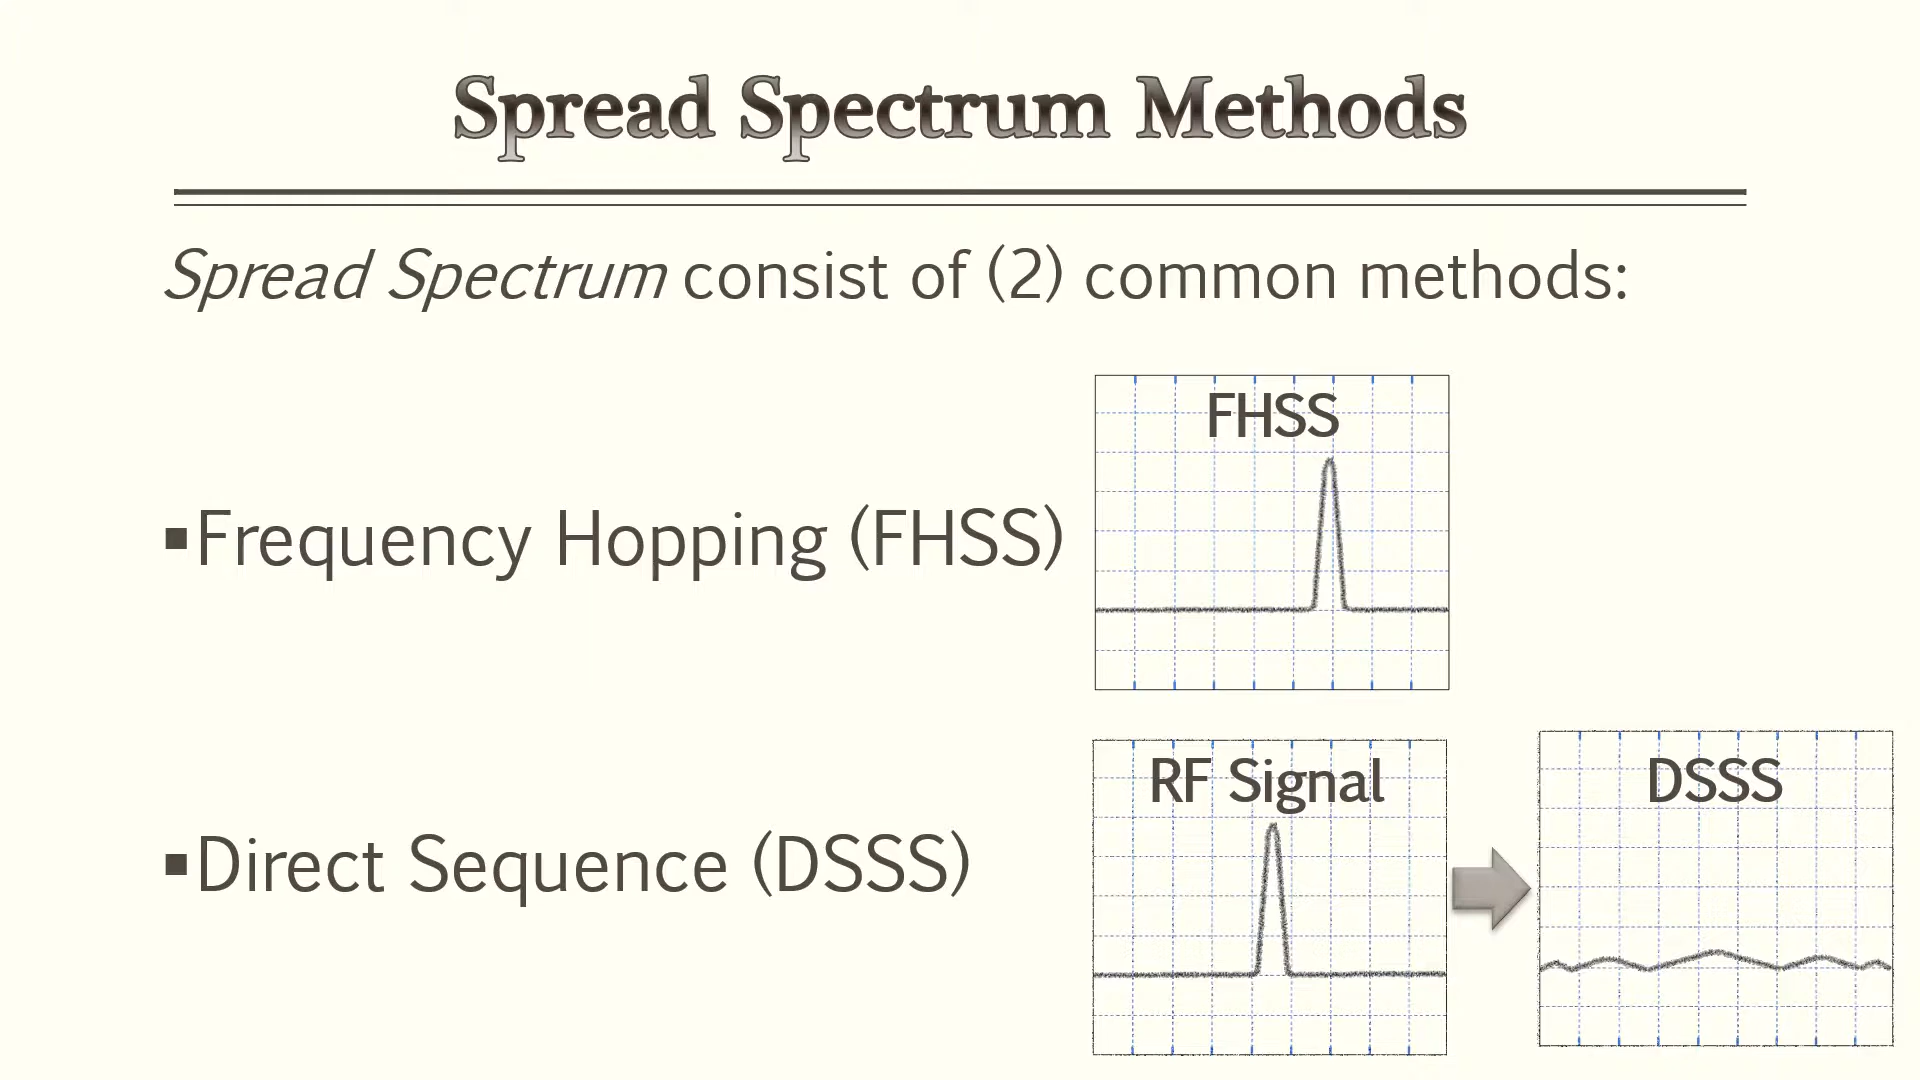 Spread Spectrum Methods
Spread Spectrum consist of (2) common methods:
FHSS
▪Frequency Hopping (FHSS)
RF Signal
DSSS
▪Direct Sequence (DSSS)